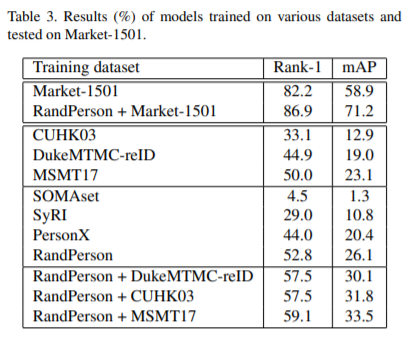 Table 3. Results (%) of models trained on various datasets and
tested on Market-1501.
Training dataset Rank-1 mAP
Market-1501 82.2 58.9
RandPerson + Market-1501 86.9 71.2
CUHK03 33.1 12.9
DukeMTMC-reID 44.9 19.0
MSMT17 50.0 23.1
SOMAset 4.5 1.3
SyRI 29.0 10.8
PersonX 44.0 20.4
RandPerson 52.8 26.1
RandPerson + DukeMTMC-reID 57.5 30.1
RandPerson + CUHK03 57.5 31.8
RandPerson + MSMT17 59.1 33.5